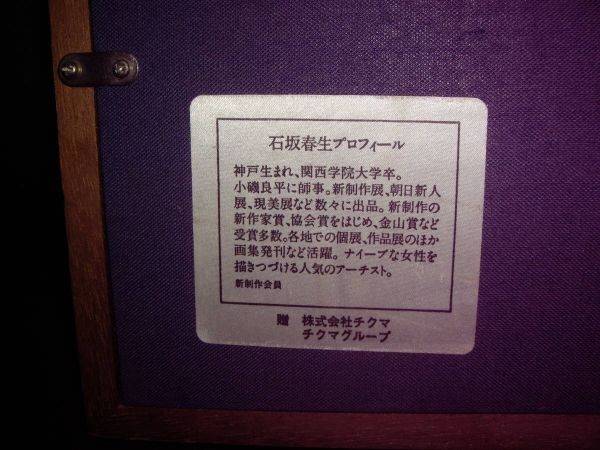 石坂春生プロフィール
神戸生まれ、関西学院大学卒。
小磯良平に師事。新制作展、朝日新人
展、現美展など数々に出品。新制作の
新作家賞、協会賞をはじめ、金山賞など
受賞多数。各地での個展、作品展のほか
画集発刊など活躍。ナイーブな女性を
描きつづける人気のアーチスト。
新制作会員
贈 株式会社チクマ
チクマグループ